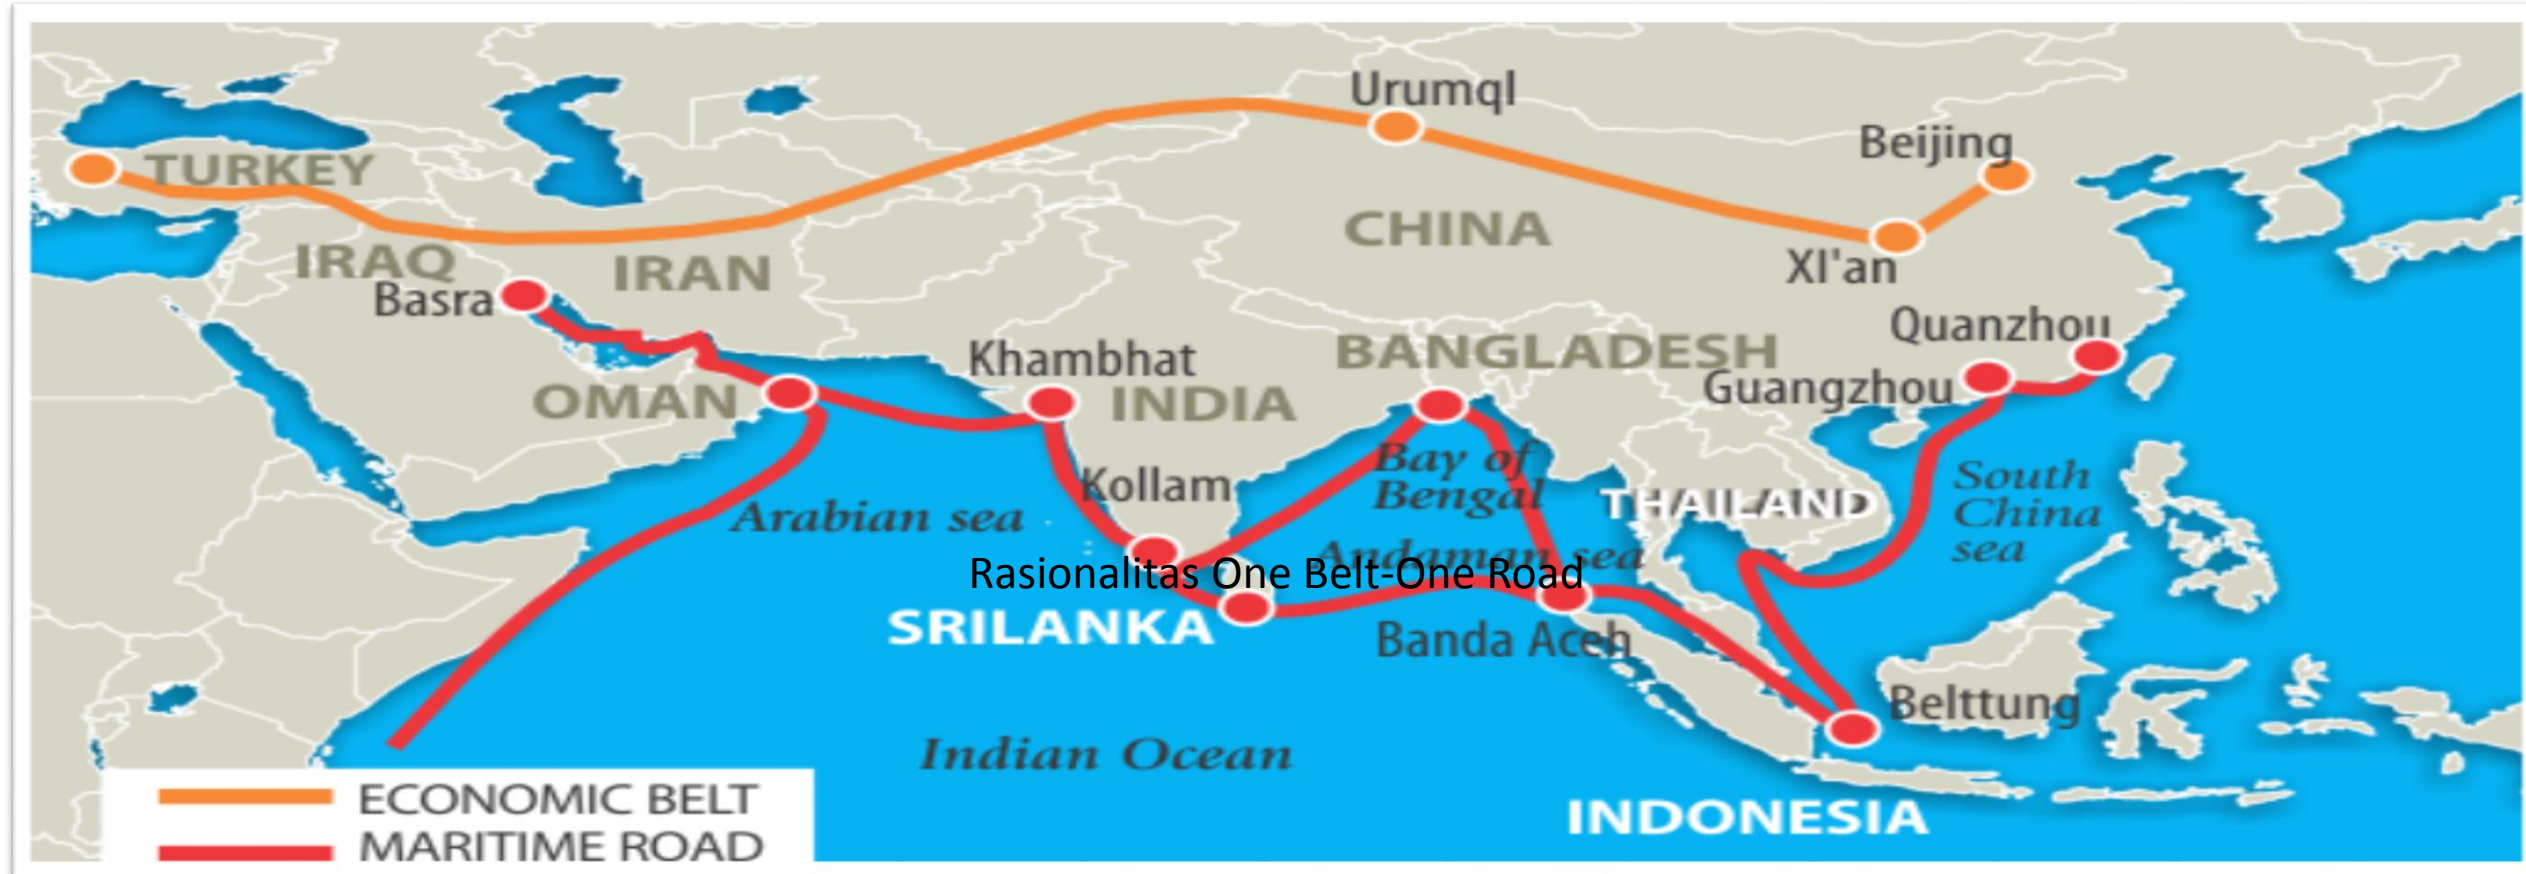 Urumql
Beijing
TURKEY
CHINA
IRAQ
IRAN
XI'an
Basra
Quanzhou
Khambhat
BANGLADESH
Guangzhou
OMAN
INDIA
Bay of
Bengal
Kollam
South
China
sea
THAILAND
Arabian sea
Andaman sea
Rasionalitas One Belt-One Road
SRILANKA
Banda Aceh
Belttung
Indian Ocean
ECONOMIC BELT
INDONESIA
MARITIME ROAD